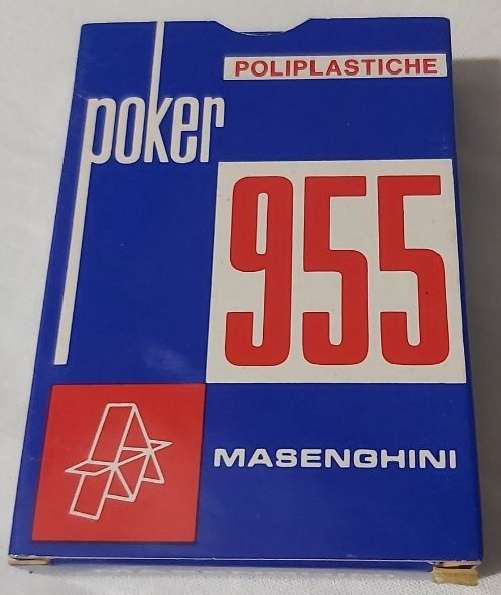 POLIPLASTICHE
poker
955
MASENGHINI